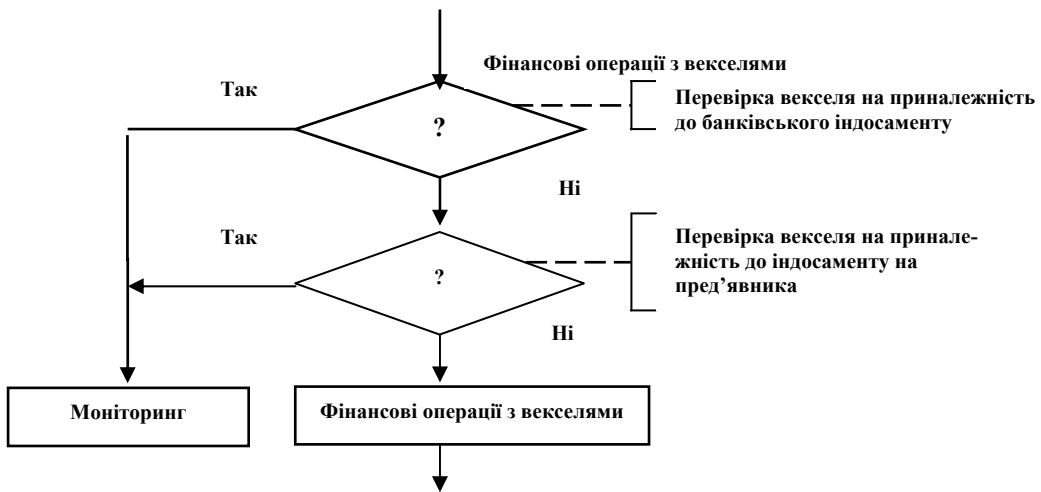 Фінансові операції з векселями
Так
Перевірка векселя на приналежність
до банківського індосаменту
?
Ні
Так
Перевірка векселя на принале-
жність до індосаменту на
пред’явника
?
Ні
Моніторинг
Фінансові операції з векселями